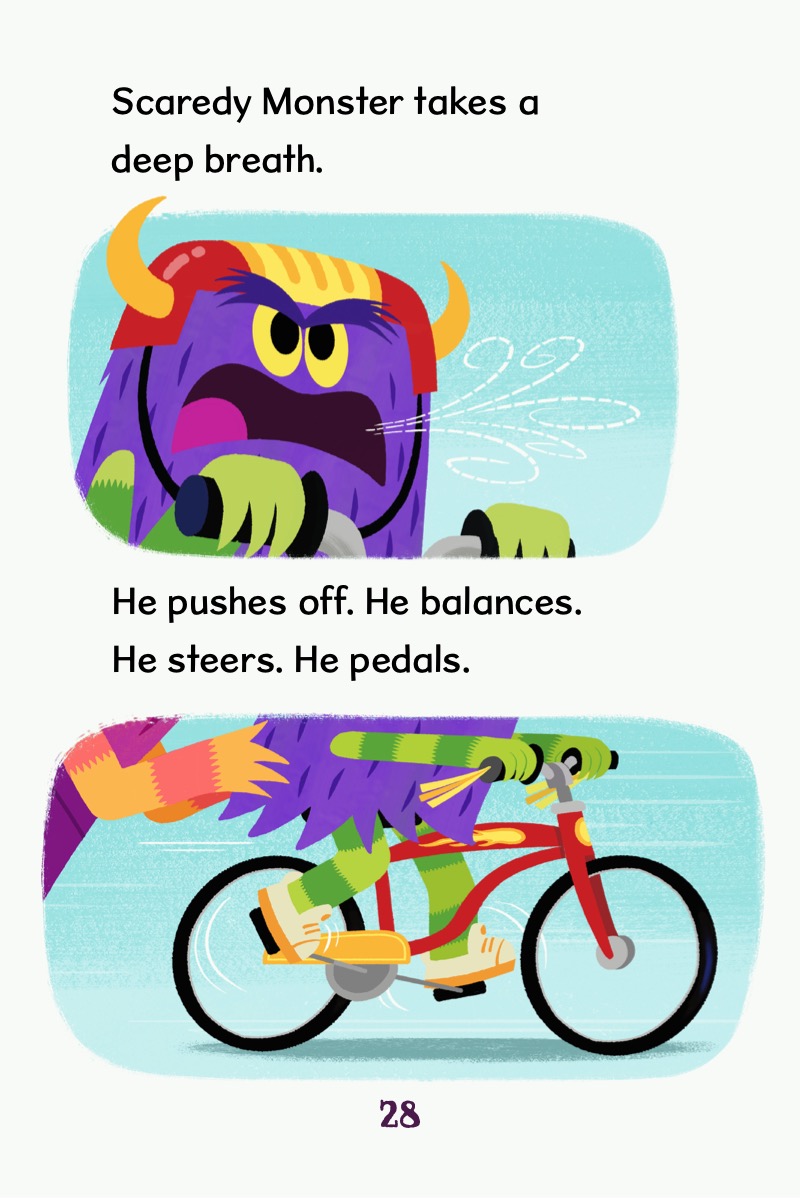 Scaredy Monster takes a
deep breath.
He pushes off. He balances.
He steers. He pedals.
28